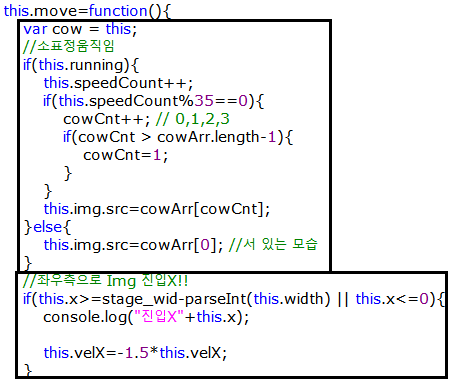 this.move=function(){
var cow = this;
//소표정움직임
if(this.running){
this.speedCount++;
if(this.speedCount%35==0){
cowCnt++; // 0,1,2,3
if(cowCnt > cowArr.length-1){
cowCnt=1;
}
}
this.img.src=cowArr[cowCnt];
}else{
this.img.src=cowArr[0]; //서 있는 모습
}
//좌우측으로 Img 진입X!!
if(this.x>=stage_wid-parseInt(this.width) || this.x<=0){
console.log("진입X"+this.x);
this.velX=-1.5*this.velX;
}